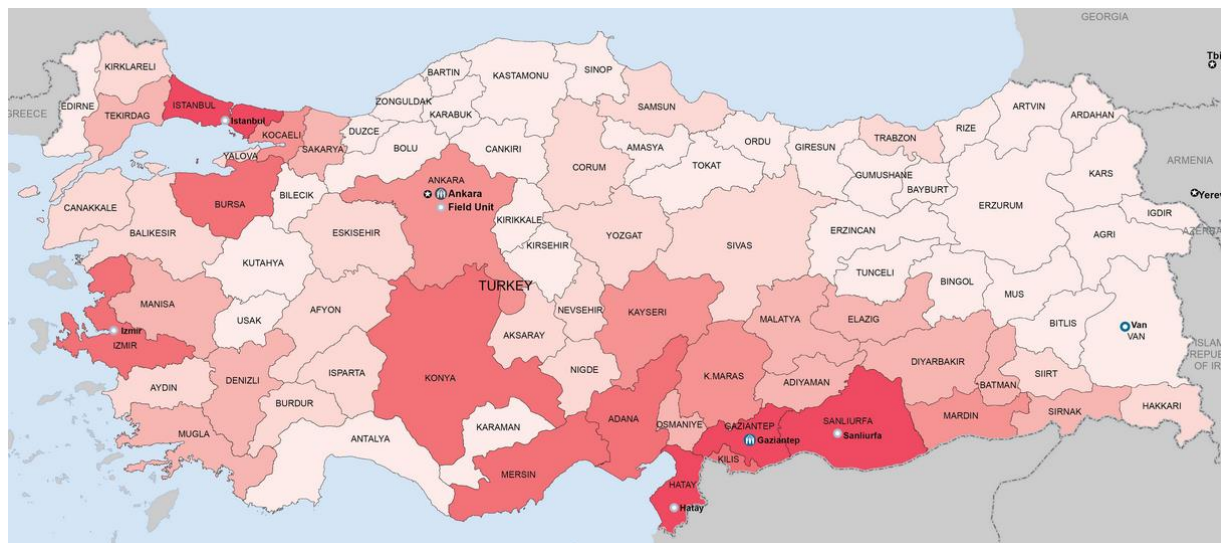 GEORGIA
KIRKLARELI
EDIRNE
GREECE
TEKIRDAG
ISTANBUL
Istanbul
KOCAELI
YALOVA
SAKARYA
DUZCE
ZONGULDAK
BARTIN
KARABUK
KASTAMONU
SINOP
SAMSUN
BOLU
CANKIRI
CORUM
AMASYA
TOKAT
ORDU
GIRESUN
TRABZON
GUMUSHANE
BAYBURT
RIZE
ARTVIN
ARDAHAN
KARS
ARMENIA
ERZURUM
IGDIR
AGRI
CANAKKALE
BALIKESIR
BURSA
BILECIK
ESKISEHIR
ANKARA
Ankara
Field Unit
KIRIKKALE
KIRSEHIR
YOZGAT
SIVAS
ERZINCAN
TUNCELI
BINGOL
MUS
BITLIS
Van
VAN
KUTAHYA
MANISA
USAK
AFYON
TURKEY
AKSARAY
NEVSEHIR
KAYSERI
MALATYA
ELAZIG
DIYARBAKIR
BATMAN
SIIRT
HAKKARI
SIRNAK
MARDIN
Izmir
IZMIR
AYDIN
DENIZLI
MUGLA
BURDUR
ISPARTA
ANTALYA
KONYA
KARAMAN
NIGDE
MERSIN
ADANA
OSMANIYE
K.MARAS
ADIYAMAN
GAZIANTEP
Gaziantep
KILIS
SANLIURFA
Sanliurfa
HATAY
Hatay